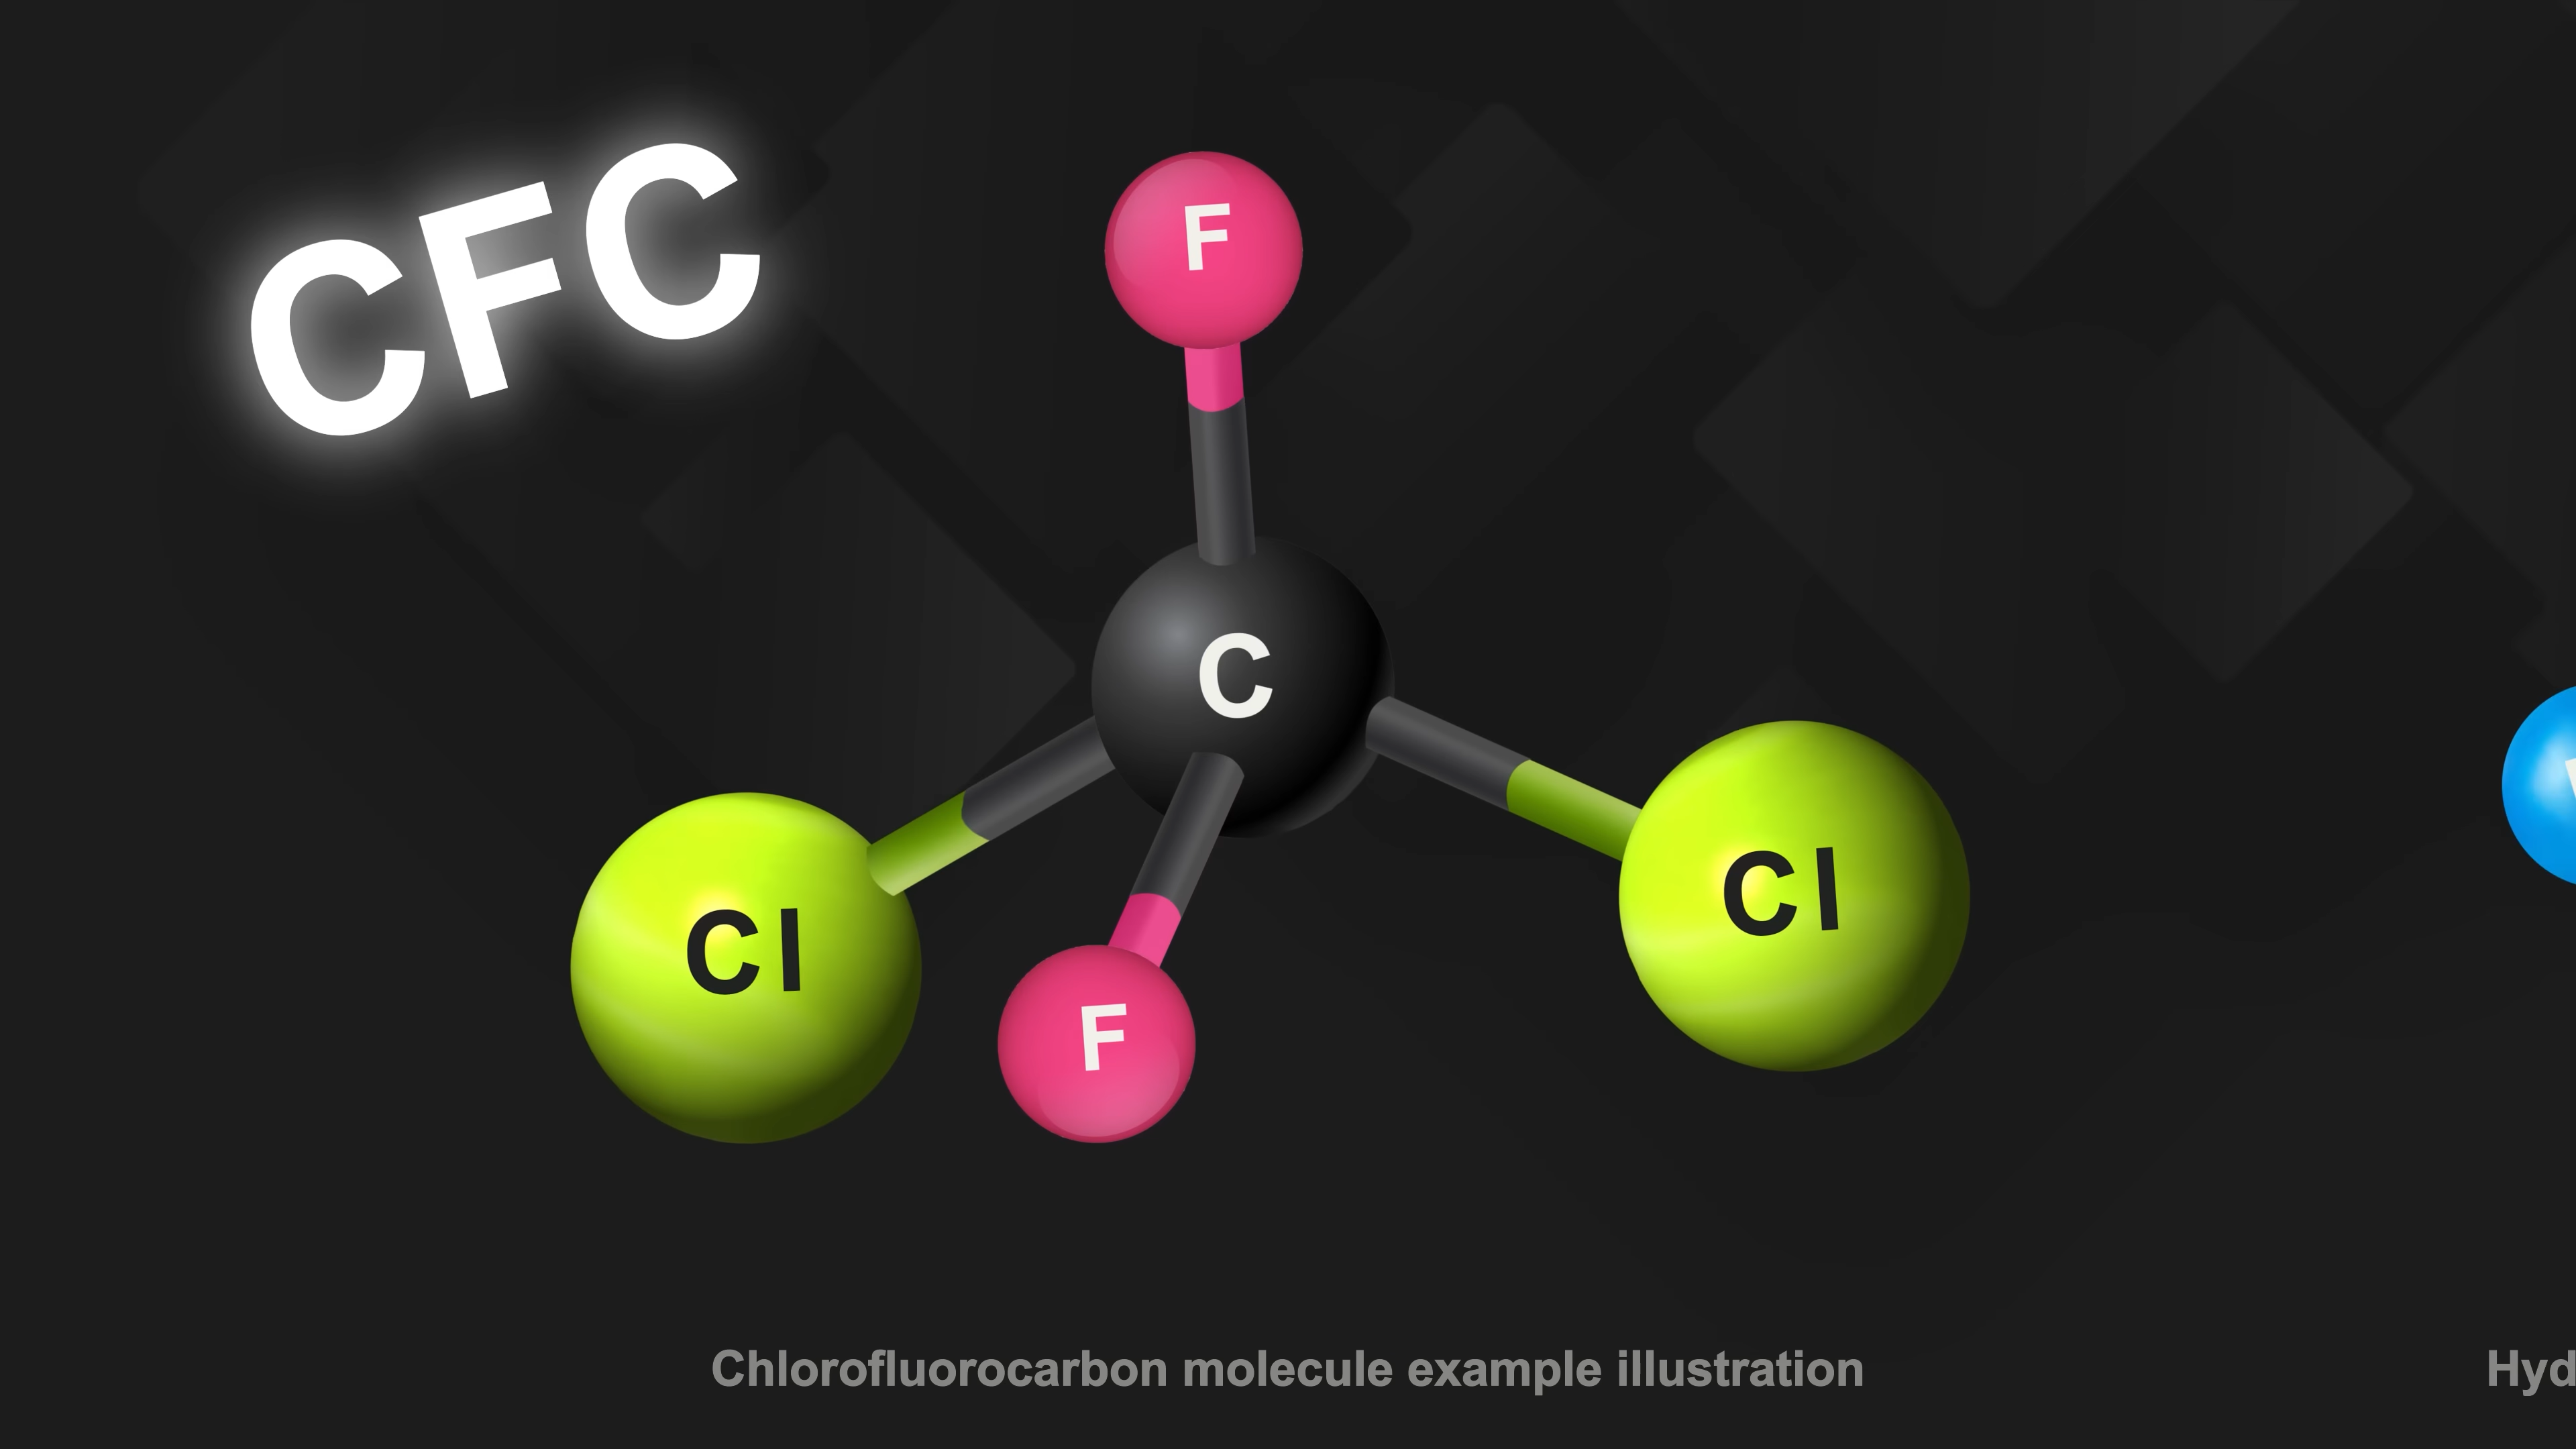 CFC
F
C
Cl
Cl
F
Chlorofluorocarbon molecule example illustration
Hyd